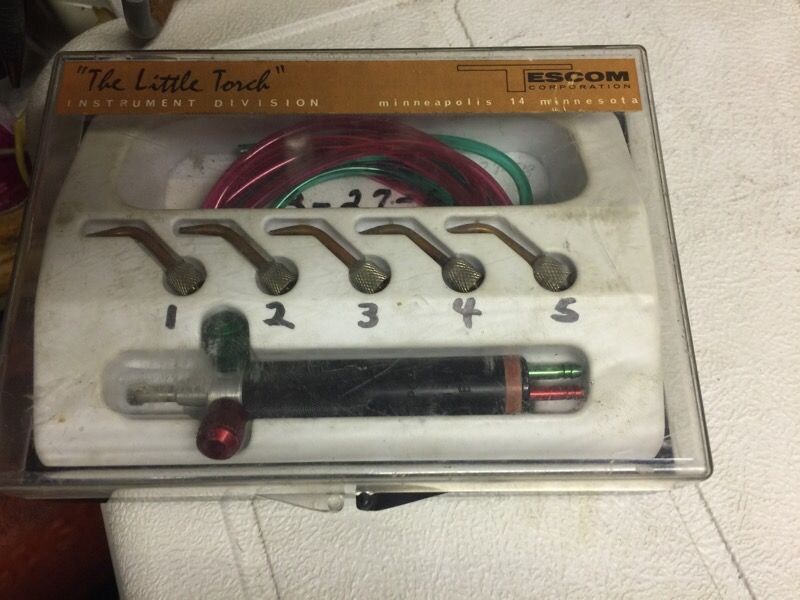 "The Little Torch"
TESCOM
CORPORATION
INSTRUMENT DIVISION
minneapolis 14 minnesota
1 2 3 4 5